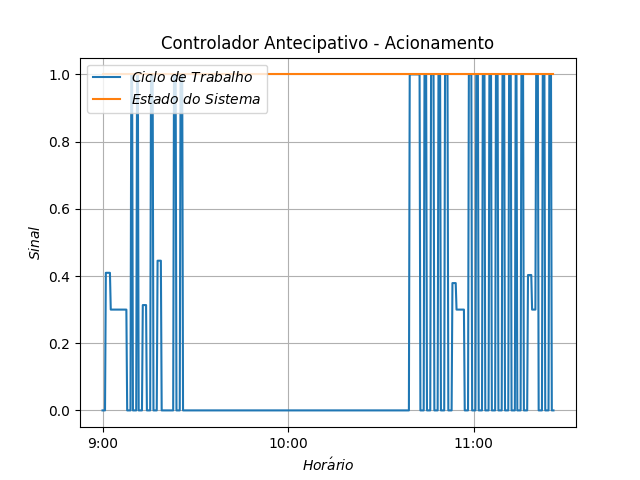 Controlador Antecipativo - Acionamento
Ciclo de Trabalho
Estado do Sistema
Sinal
1.0
0.8
0.6
0.4
0.2
0.0
9:00
10:00
11:00
Horário